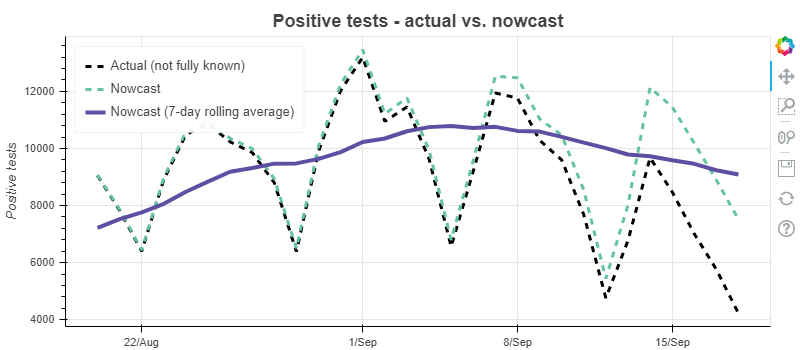 Positive tests - actual vs. nowcast
Actual (not fully known)
Nowcast
Nowcast (7-day rolling average)
Positive tests
12000
10000
8000
6000
4000
22/Aug
1/Sep
8/Sep
15/Sep